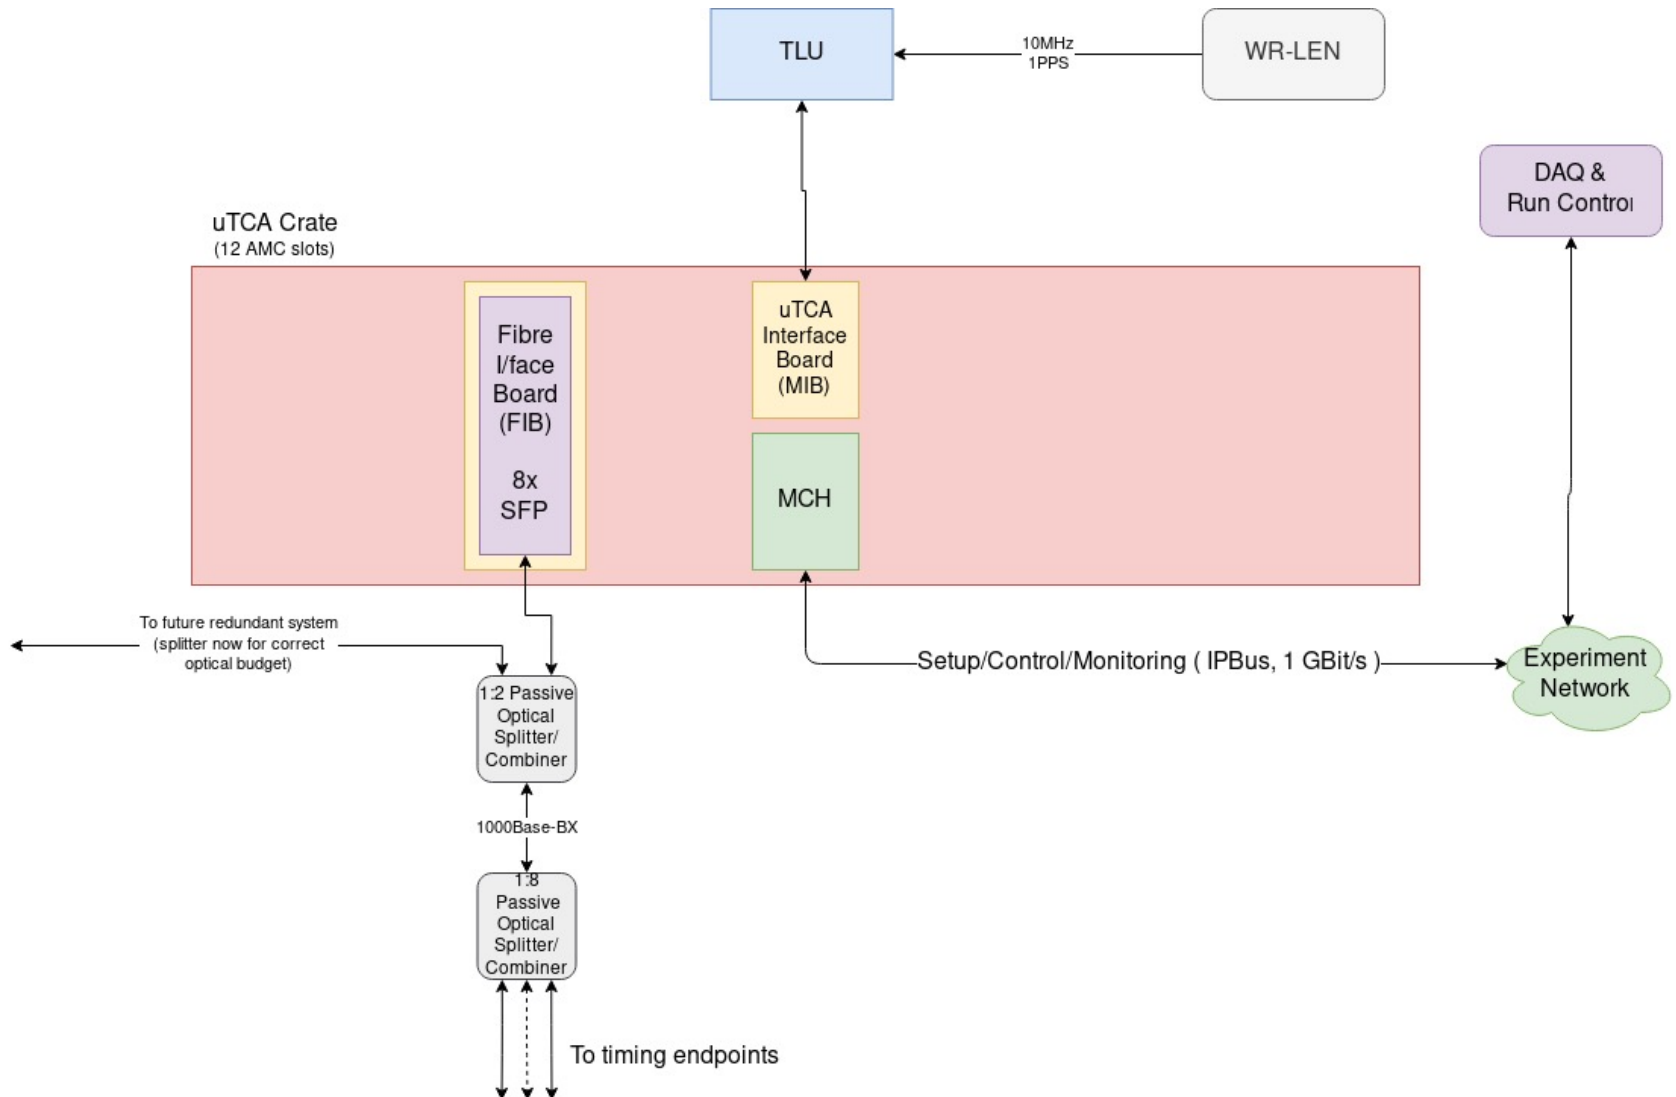 TLU
10MHz
1PPS
WR-LEN
DAQ &
Run Control
uTCA Crate
(12 AMC slots)
Fibre
I/face
Board
(FIB)
8x
SFP
uTCA
Interface
Board
(MIB)
MCH
To future redundant system
(splitter now for correct
optical budget)
Setup/Control/Monitoring ( IPBus, 1 GBit/s )
Experiment
Network
1:2 Passive
Optical
Splitter/
Combiner
1000Base-BX
1:8
Passive
Optical
Splitter/
Combiner
To timing endpoints